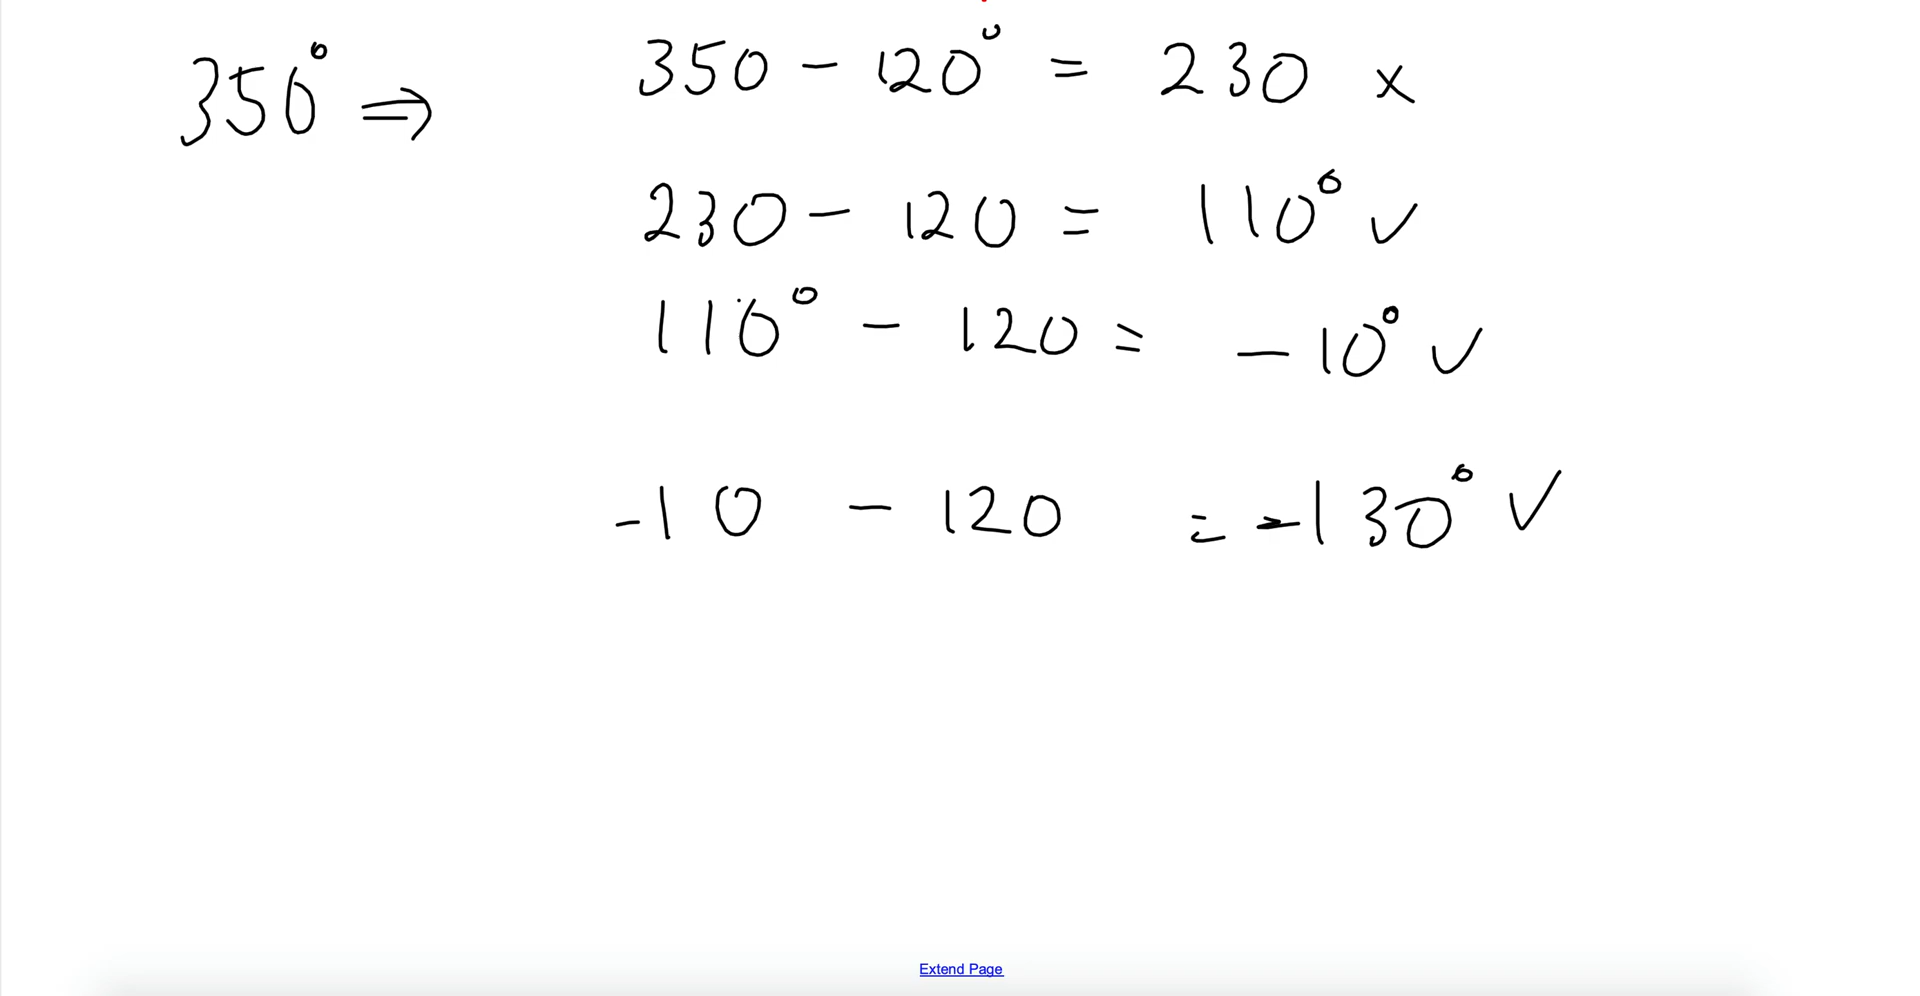 350° ⇒ 350 - 120° = 230 ×
230 - 120 = 110° ✓
110° - 120 = -10° ✓
-10 - 120 = -130° ✓
Extend Page